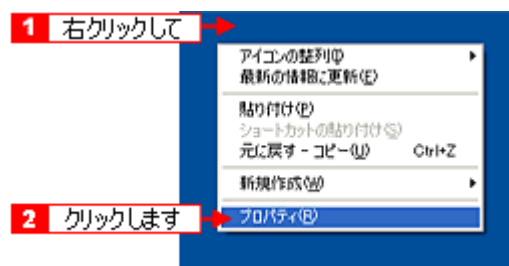 1 右クリックして
アイコンの整列(I)
最新の情報に更新(E)
貼り付け(P)
ショートカットの貼り付け(S)
元に戻す - コピー(U) Ctrl+Z
新規作成(W)
2 クリックします
プロパティ(R)